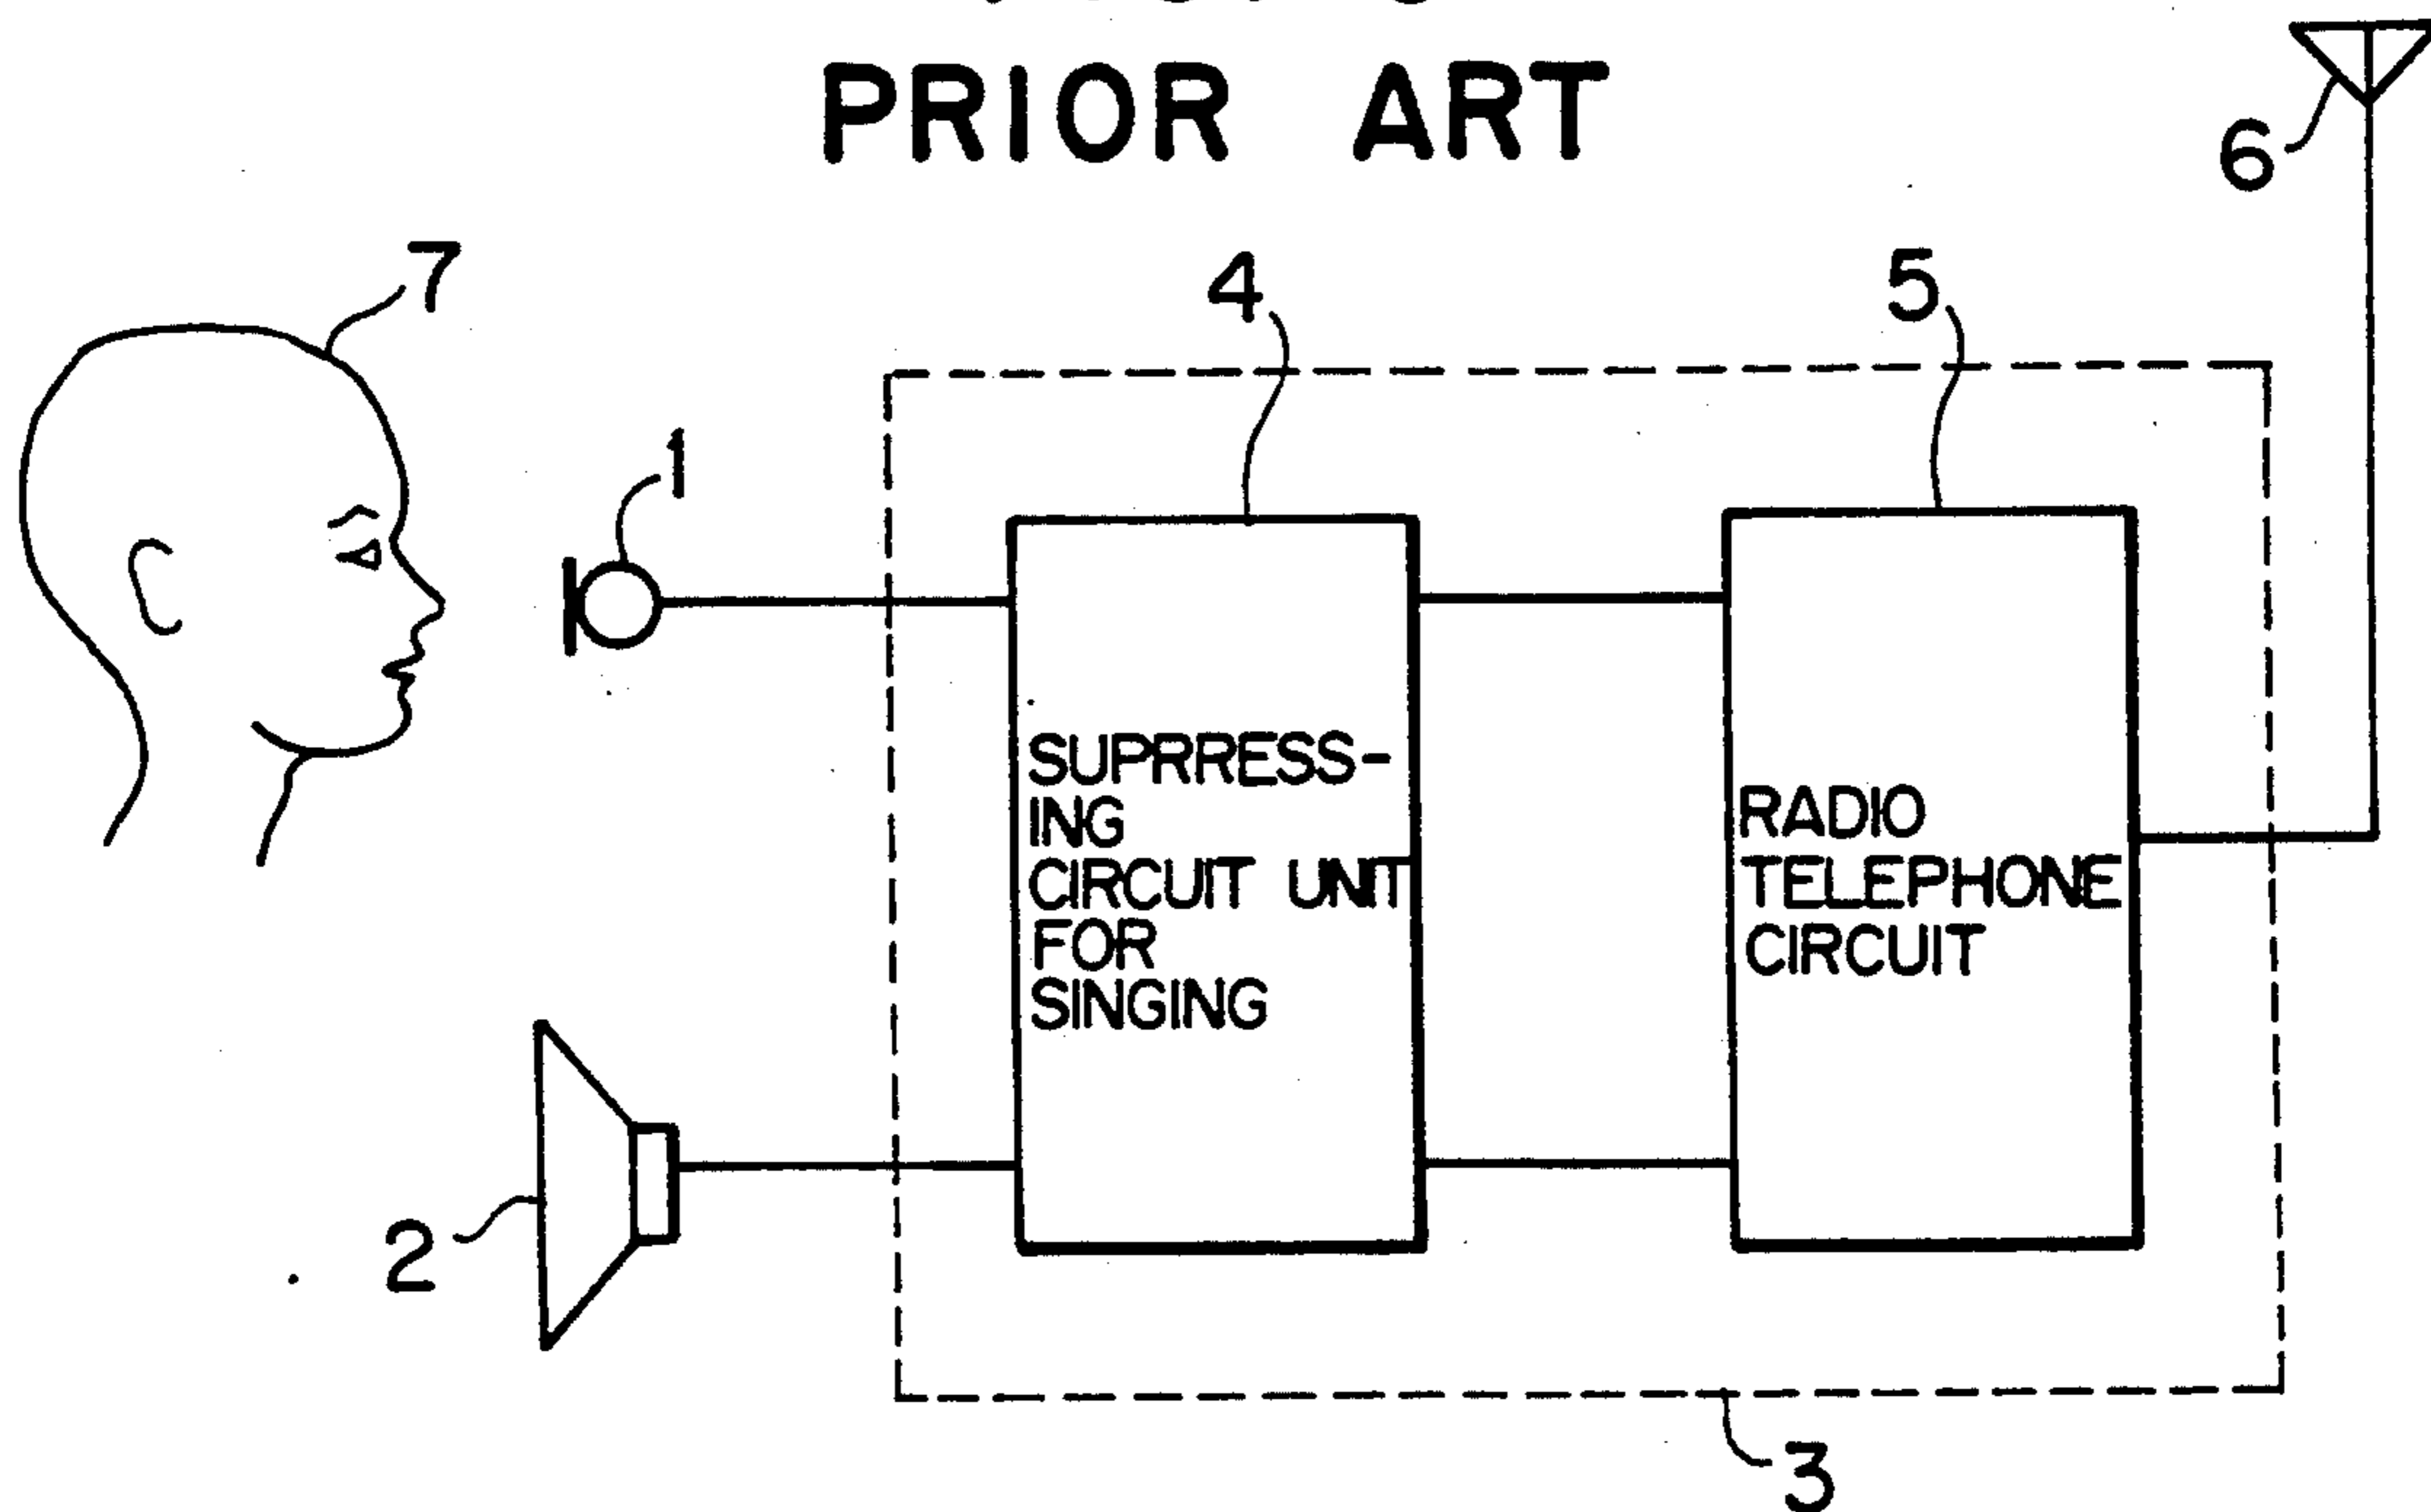 PRIOR ART
6
7
4
5
1
SUPRRESS-
ING
CIRCUIT UNIT
FOR
SINGING
RADIO
TELEPHONE
CIRCUIT
2
3